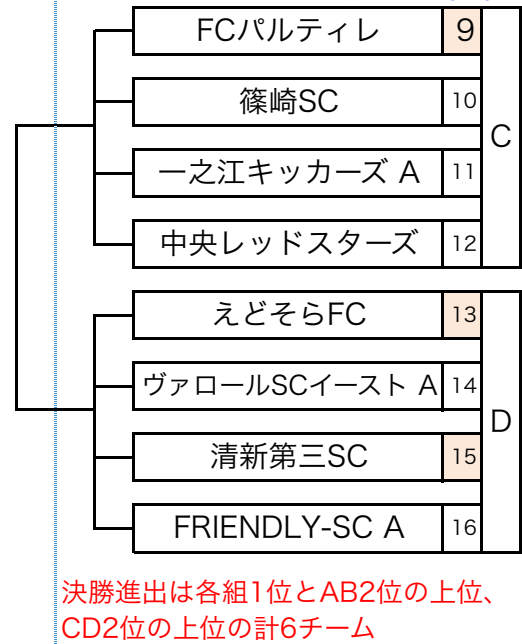 FCパルティレ 9
篠崎SC 10
一之江キッカーズ A 11
C
中央レッドスターズ 12
えどそらFC 13
ヴァロールSCイースト A 14
D
清新第三SC 15
FRIENDLY-SC A 16
決勝進出は各組1位とAB2位の上位、
CD2位の上位の計6チーム